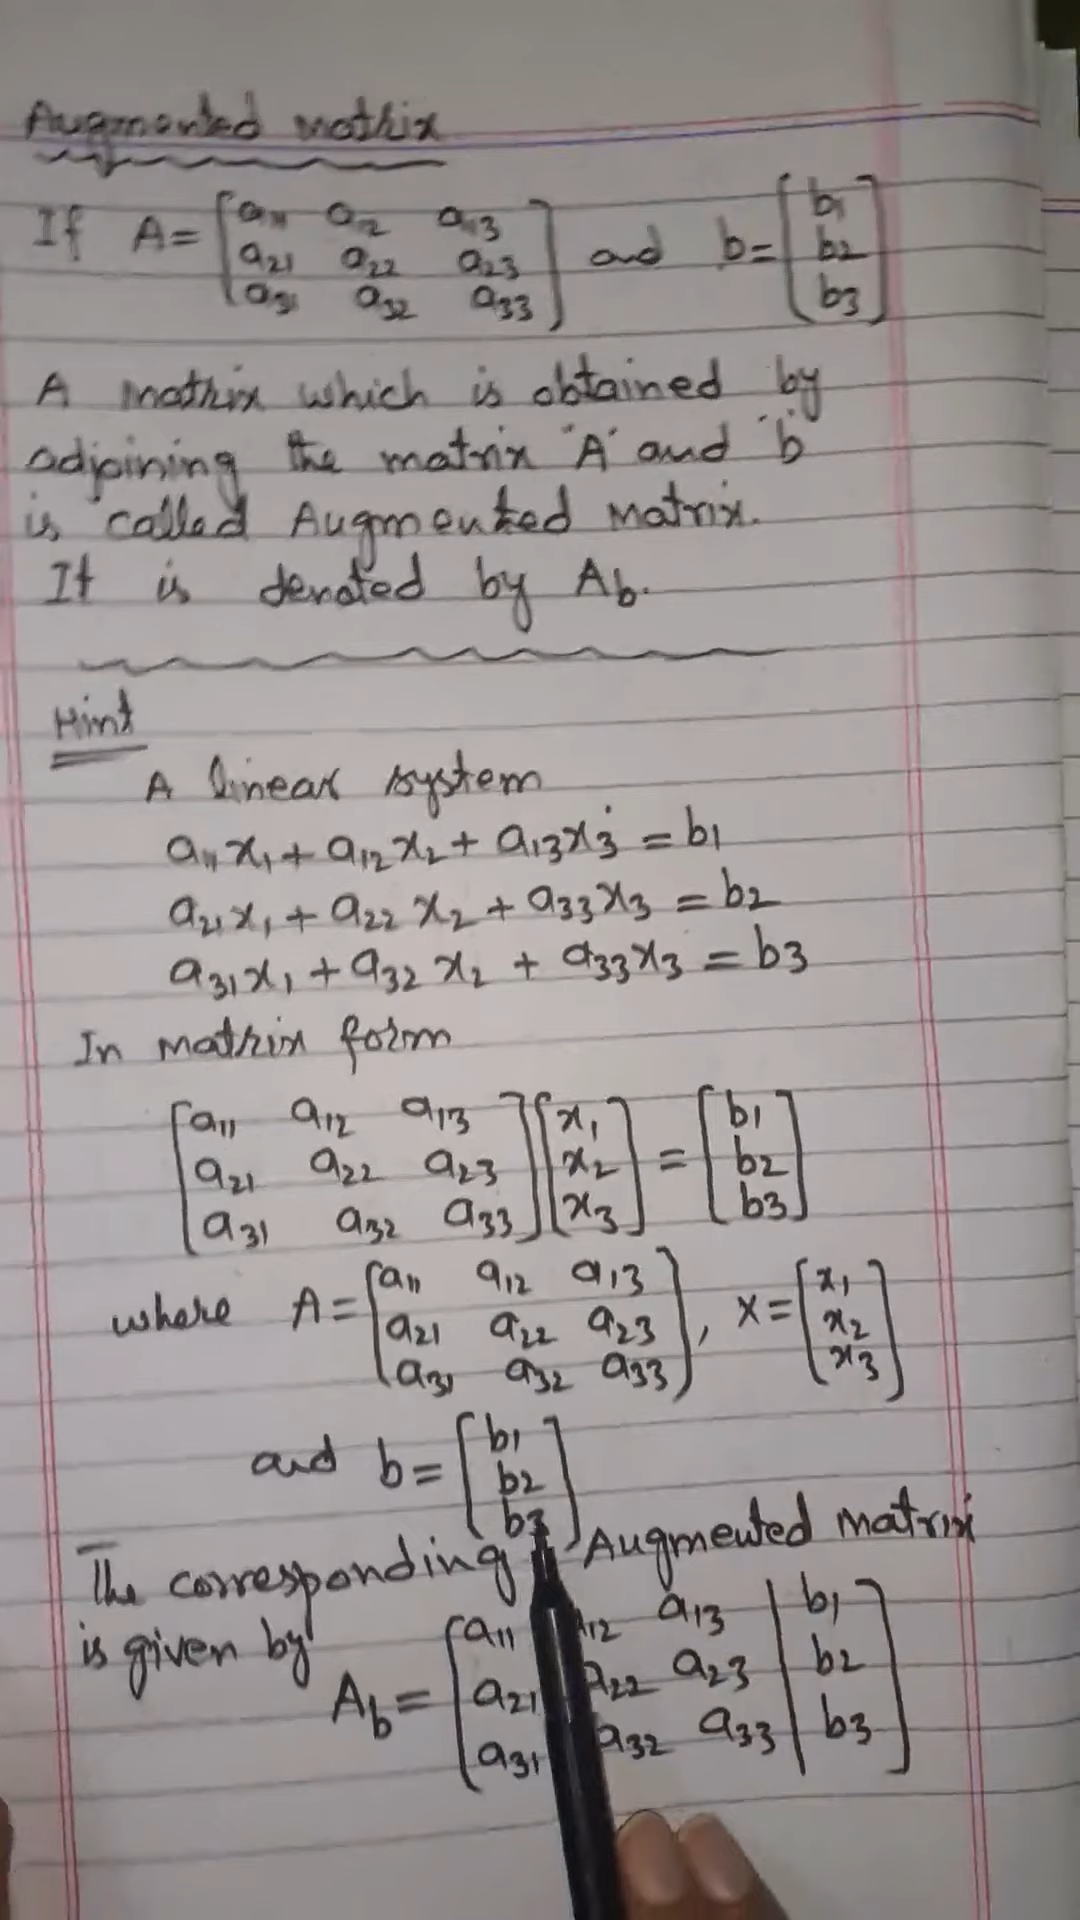 Augmented matrix
If A = [a11 a12 a13
a21 a22 a23
a31 a32 a33] and b = [b1
b2
b3]
A matrix which is obtained by
adjoining the matrix 'A' and 'b'
is called Augmented Matrix.
It is denoted by Ab.
Hint
A linear system
a11x1 + a12x2 + a13x3 = b1
a21x1 + a22x2 + a33x3 = b2
a31x1 + a32x2 + a33x3 = b3
In matrix form
[a11 a12 a13
a21 a22 a23
a31 a32 a33] [x1
x2
x3] = [b1
b2
b3]
where A = [a11 a12 a13
a21 a22 a23
a31 a32 a33], X = [x1
x2
x3]
and b = [b1
b2
b3]
The corresponding Augmented Matrix
is given by
Ab = [a11 12 a13 | b1
a21 a22 a23 | b2
a31 a32 a33 | b3]